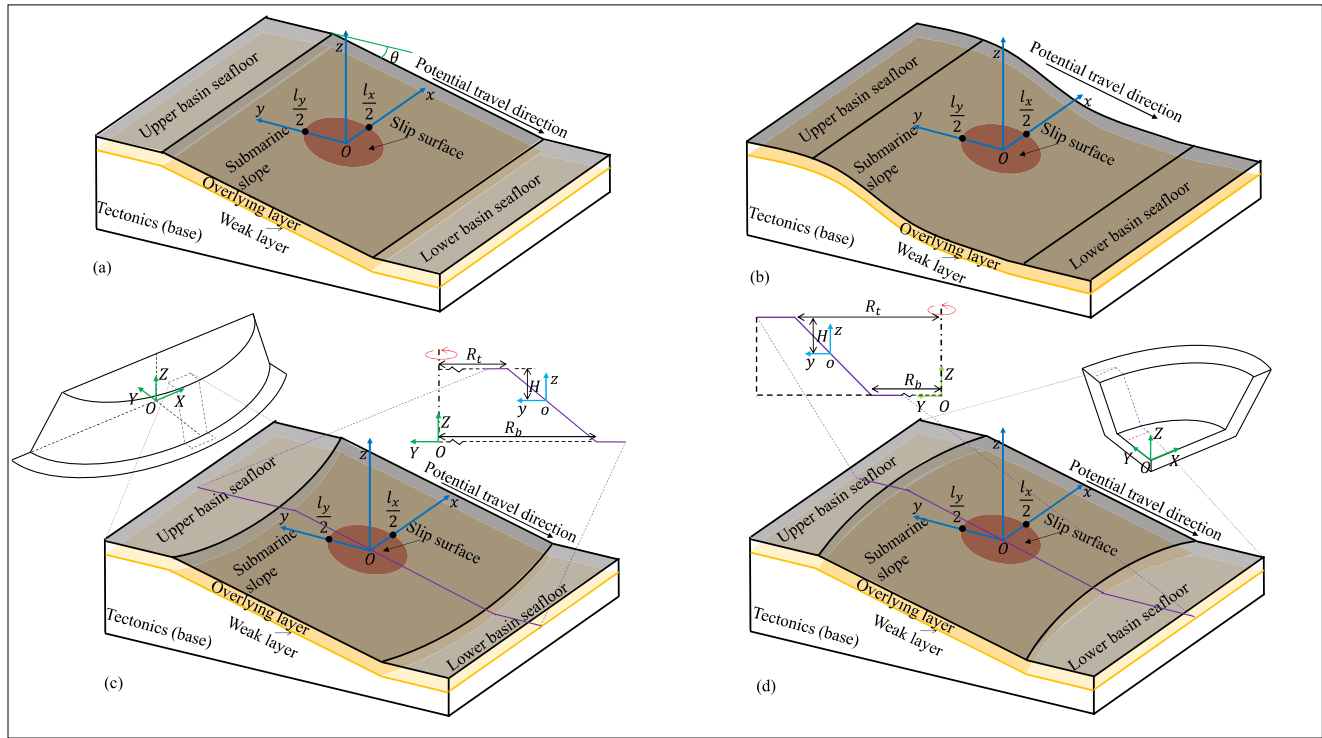 z
θ
Potential travel direction
Upper basin seafloor
l_y/2
l_x/2
x
y
Submarine
slope
O
Slip surface
Overlying layer
Weak layer
Lower basin seafloor
Tectonics (base)
(a)
z
Potential travel direction
Upper basin seafloor
l_y/2
l_x/2
x
y
Submarine
slope
O
Slip surface
Overlying layer
Weak layer
Lower basin seafloor
Tectonics (base)
(b)
Z
Y
O
X
R_t
H
z
y
o
R_b
Z
Y
O
z
Potential travel direction
Upper basin seafloor
l_y/2
l_x/2
x
y
Submarine
slope
O
Slip surface
Overlying layer
Weak layer
Lower basin seafloor
Tectonics (base)
(c)
R_t
H
z
y
o
R_b
Z
Y
O
Z
Y
O
X
z
Potential travel direction
Upper basin seafloor
l_y/2
l_x/2
x
y
Submarine
slope
O
Slip surface
Overlying layer
Weak layer
Lower basin seafloor
Tectonics (base)
(d)